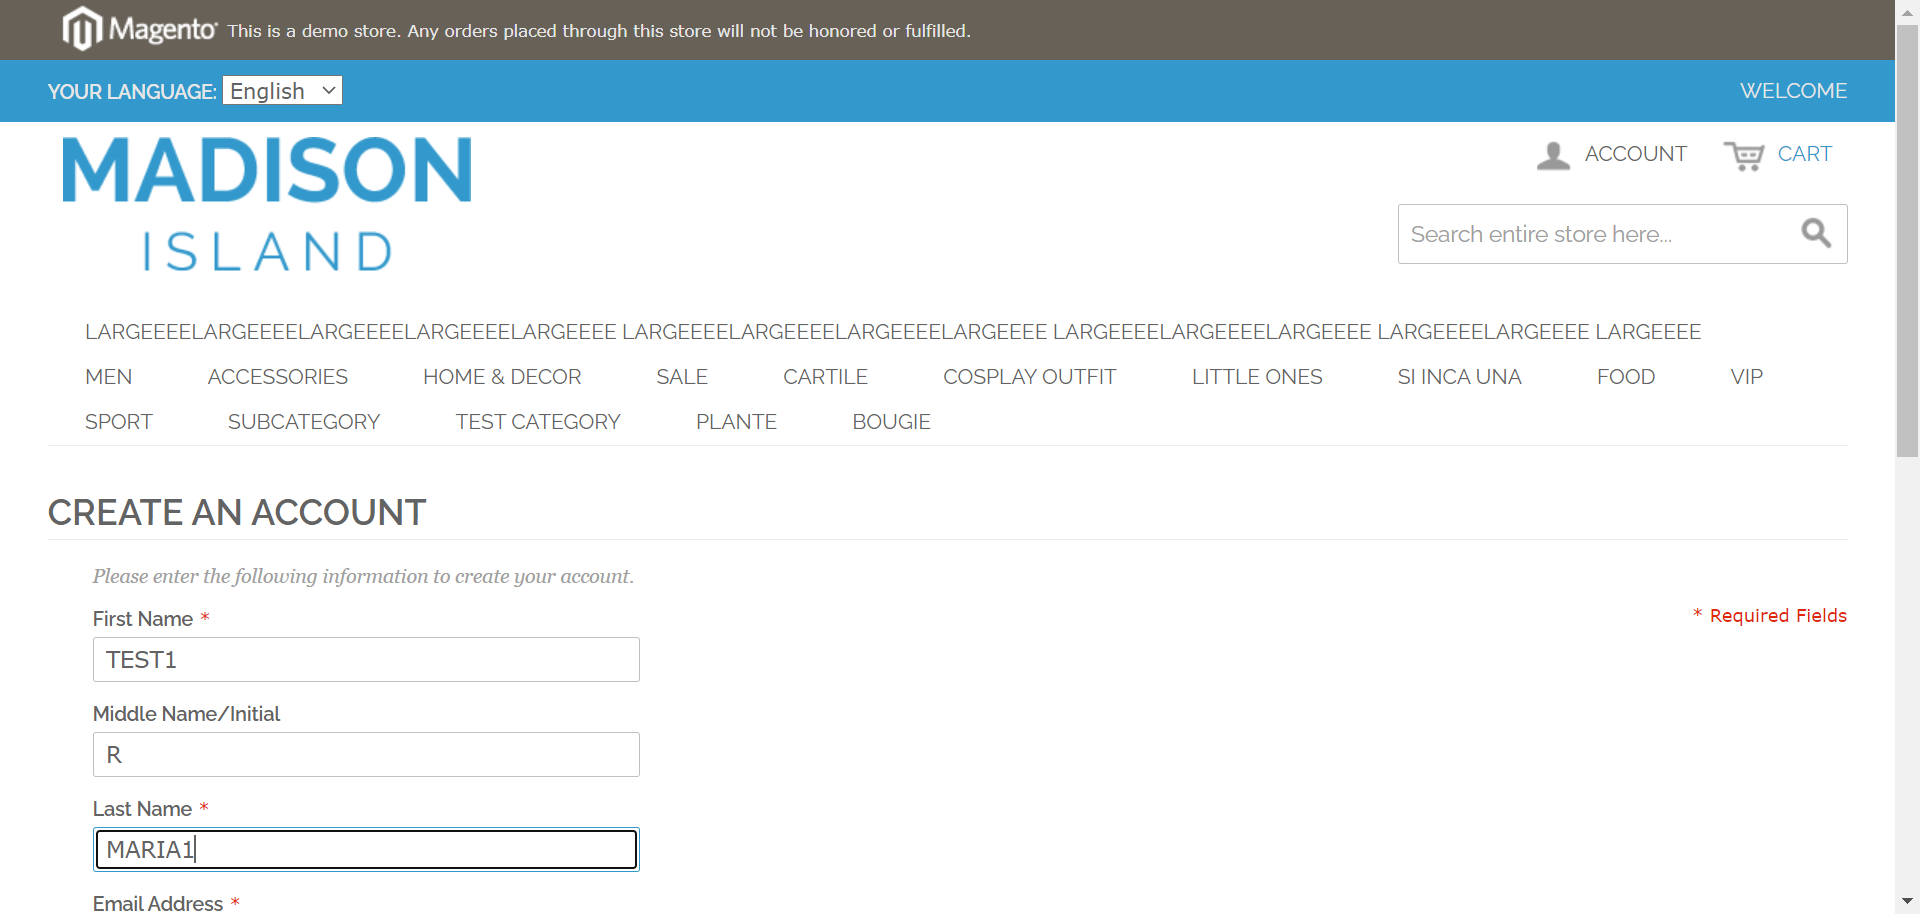 Magento This is a demo store. Any orders placed through this store will not be honored or fulfilled.
YOUR LANGUAGE: English WELCOME
MADISON
ISLAND
ACCOUNT CART
Search entire store here...
LARGEEEELARGEEEELARGEEEELARGEEEELARGEEEE LARGEEEELARGEEEELARGEEEELARGEEEE LARGEEEELARGEEEELARGEEEE LARGEEEELARGEEEE LARGEEEE
MEN ACCESSORIES HOME & DECOR SALE CARTILE COSPLAY OUTFIT LITTLE ONES SI INCA UNA FOOD VIP
SPORT SUBCATEGORY TEST CATEGORY PLANTE BOUGIE
CREATE AN ACCOUNT
Please enter the following information to create your account.
First Name *
* Required Fields
TEST1
Middle Name/Initial
R
Last Name *
MARIA1
Email Address *